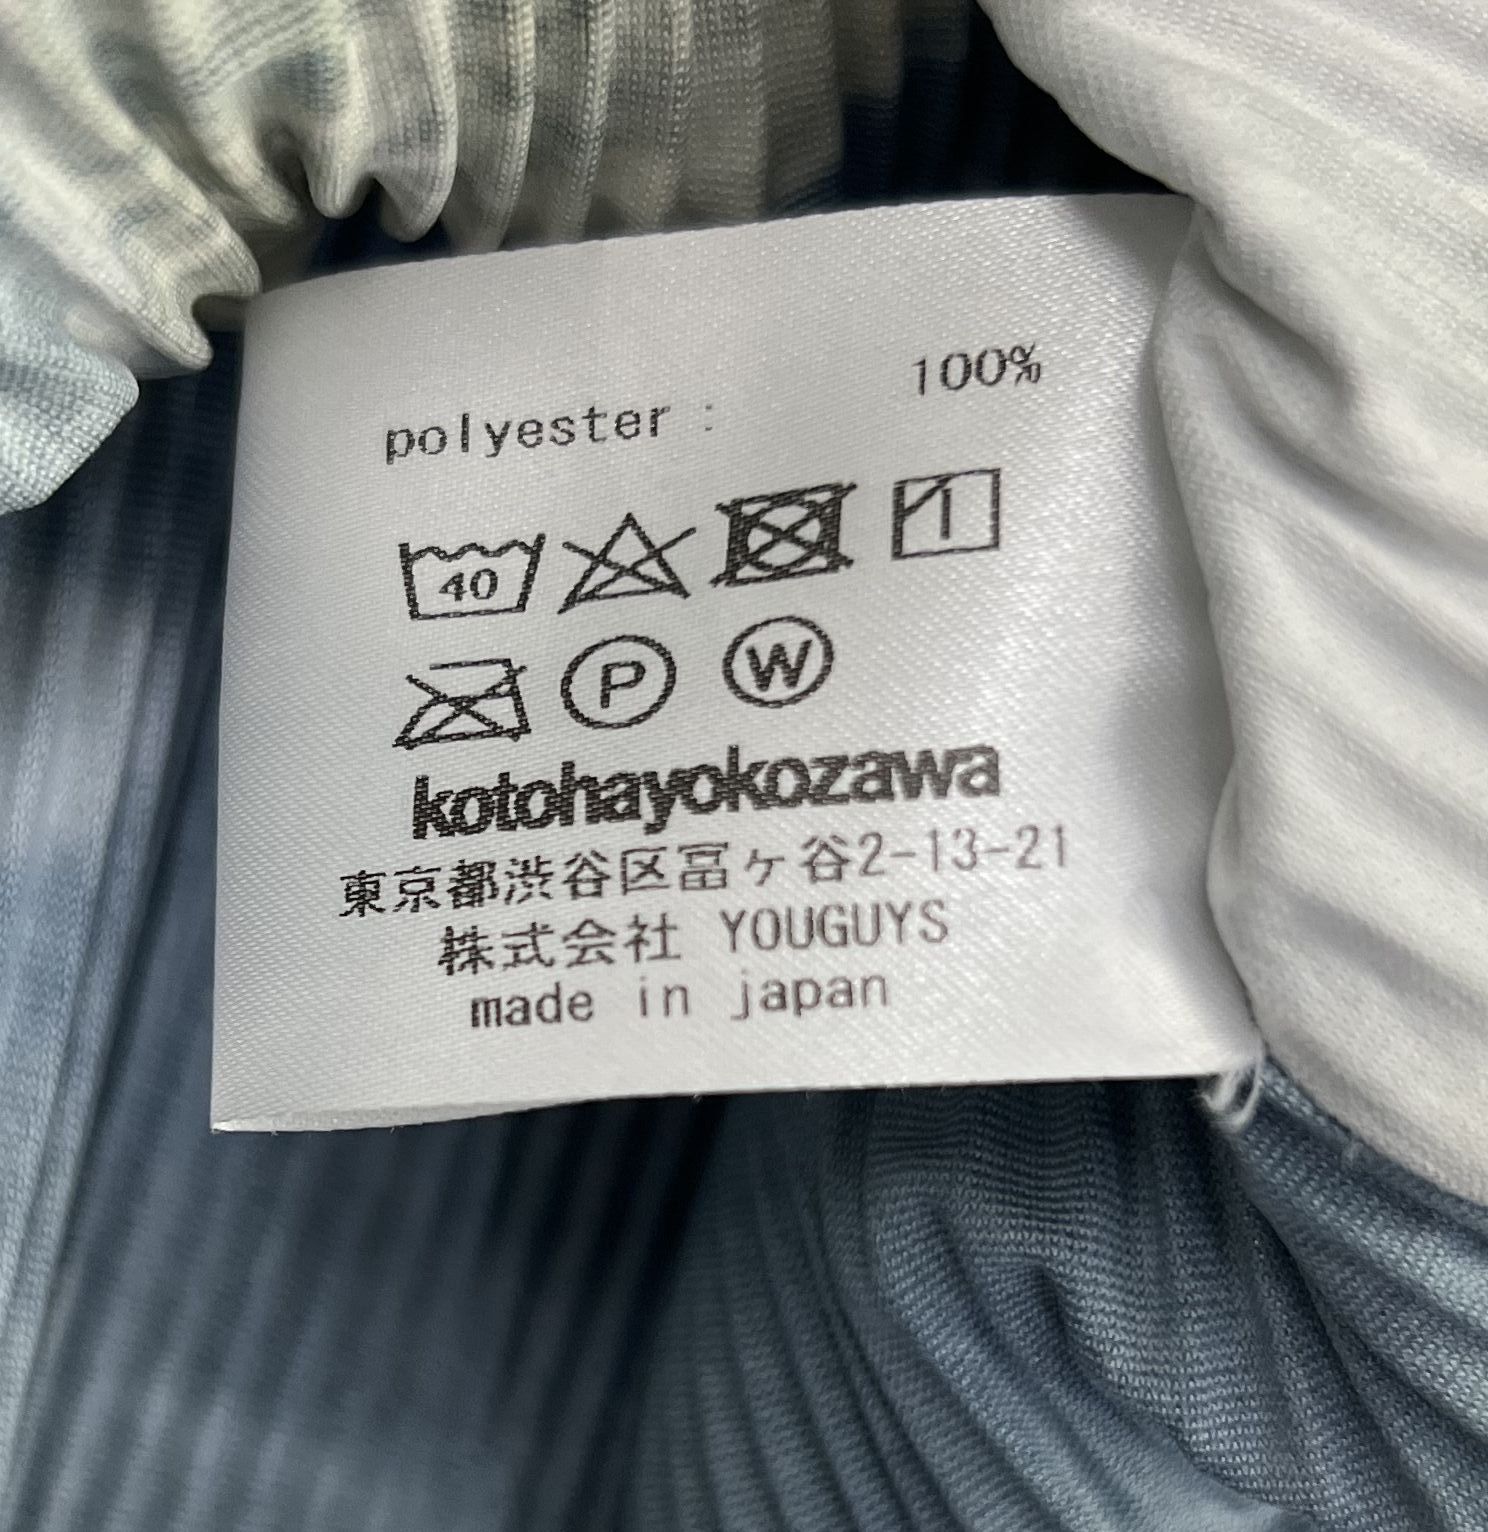 polyester : 100%
40
P W
kotohayokozawa
東京都渋谷区冨ヶ谷2-13-21
株式会社 YOUGUYS
made in japan